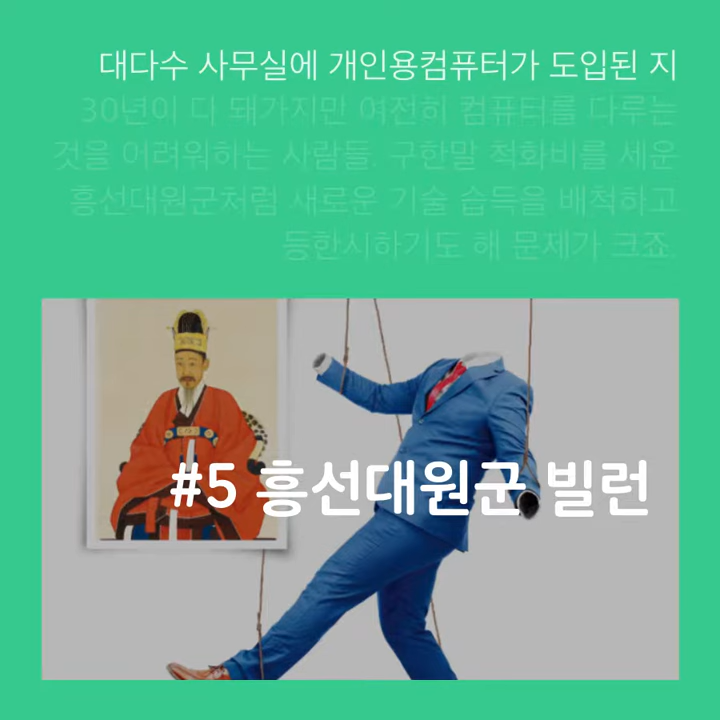 대다수 사무실에 개인용컴퓨터가 도입된 지
30년이 다 돼가지만 여전히 컴퓨터를 다루는
것을 어려워하는 사람들. 구한말 척화비를 세운
흥선대원군처럼 새로운 기술 습득을 배척하고
등한시하기도 해 문제가 크죠.
#5 흥선대원군 빌런